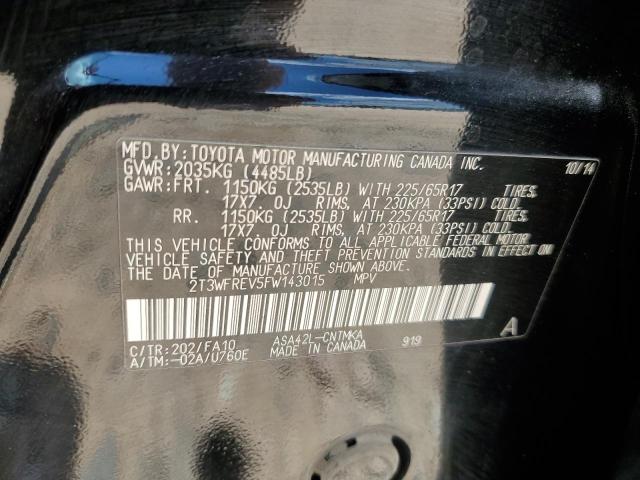 MFD.BY:TOYOTA MOTOR MANUFACTURING CANADA INC. 10/14
GVWR:2035KG (4485LB)
GAWR:FRT. 1150KG (2535LB) WITH 225/65R17 TIRES,
17X7.0J RIMS, AT 230KPA (33PSI) COLD.
RR. 1150KG (2535LB) WITH 225/65R17 TIRES,
17X7.0J RIMS, AT 230KPA (33PSI) COLD.
THIS VEHICLE CONFORMS TO ALL APPLICABLE FEDERAL MOTOR
VEHICLE SAFETY AND THEFT PREVENTION STANDARDS IN EFFECT ON
THE DATE OF MANUFACTURE SHOWN ABOVE.
2T3WFREV5FW143015 MPV
C/TR:202/FA10 ASA42L-CNTMKA A
A/TM:-02A/U760E MADE IN CANADA 919